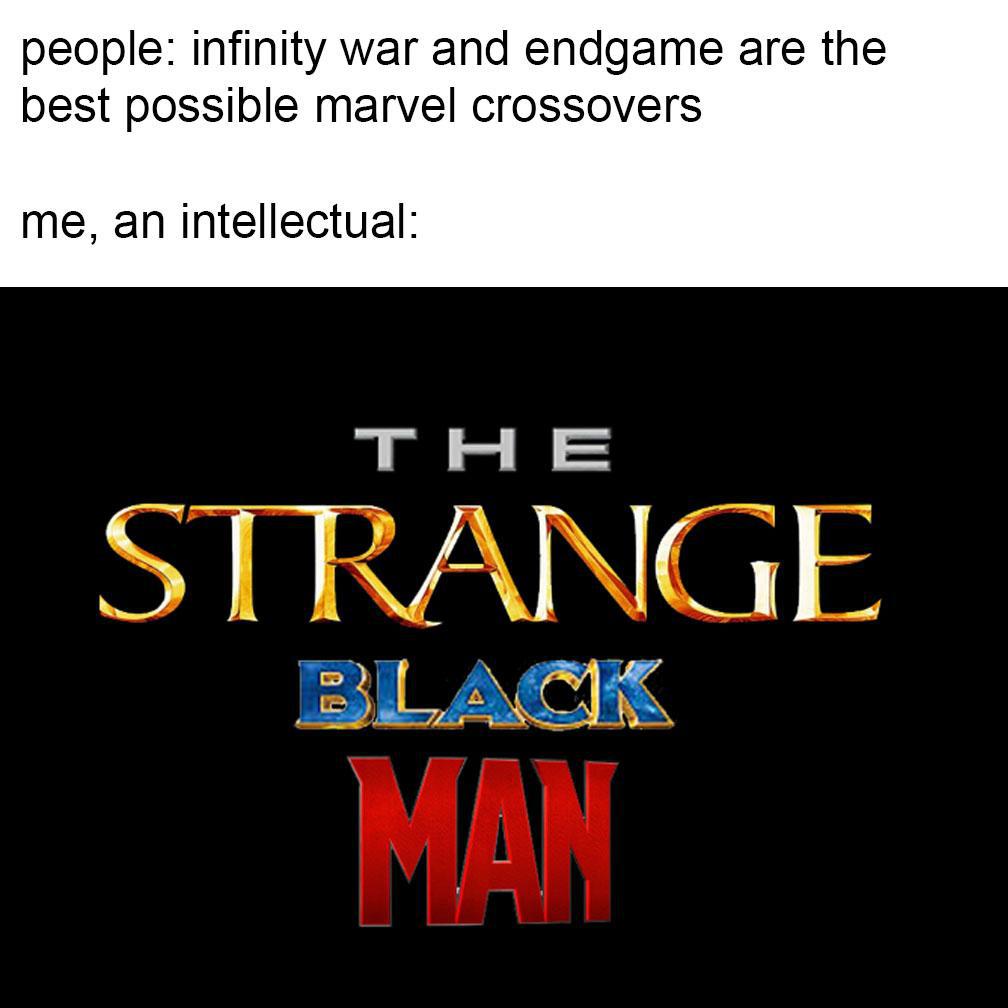 people: infinity war and endgame are the
best possible marvel crossovers
me, an intellectual:
THE
STRANGE
BLACK
MAN